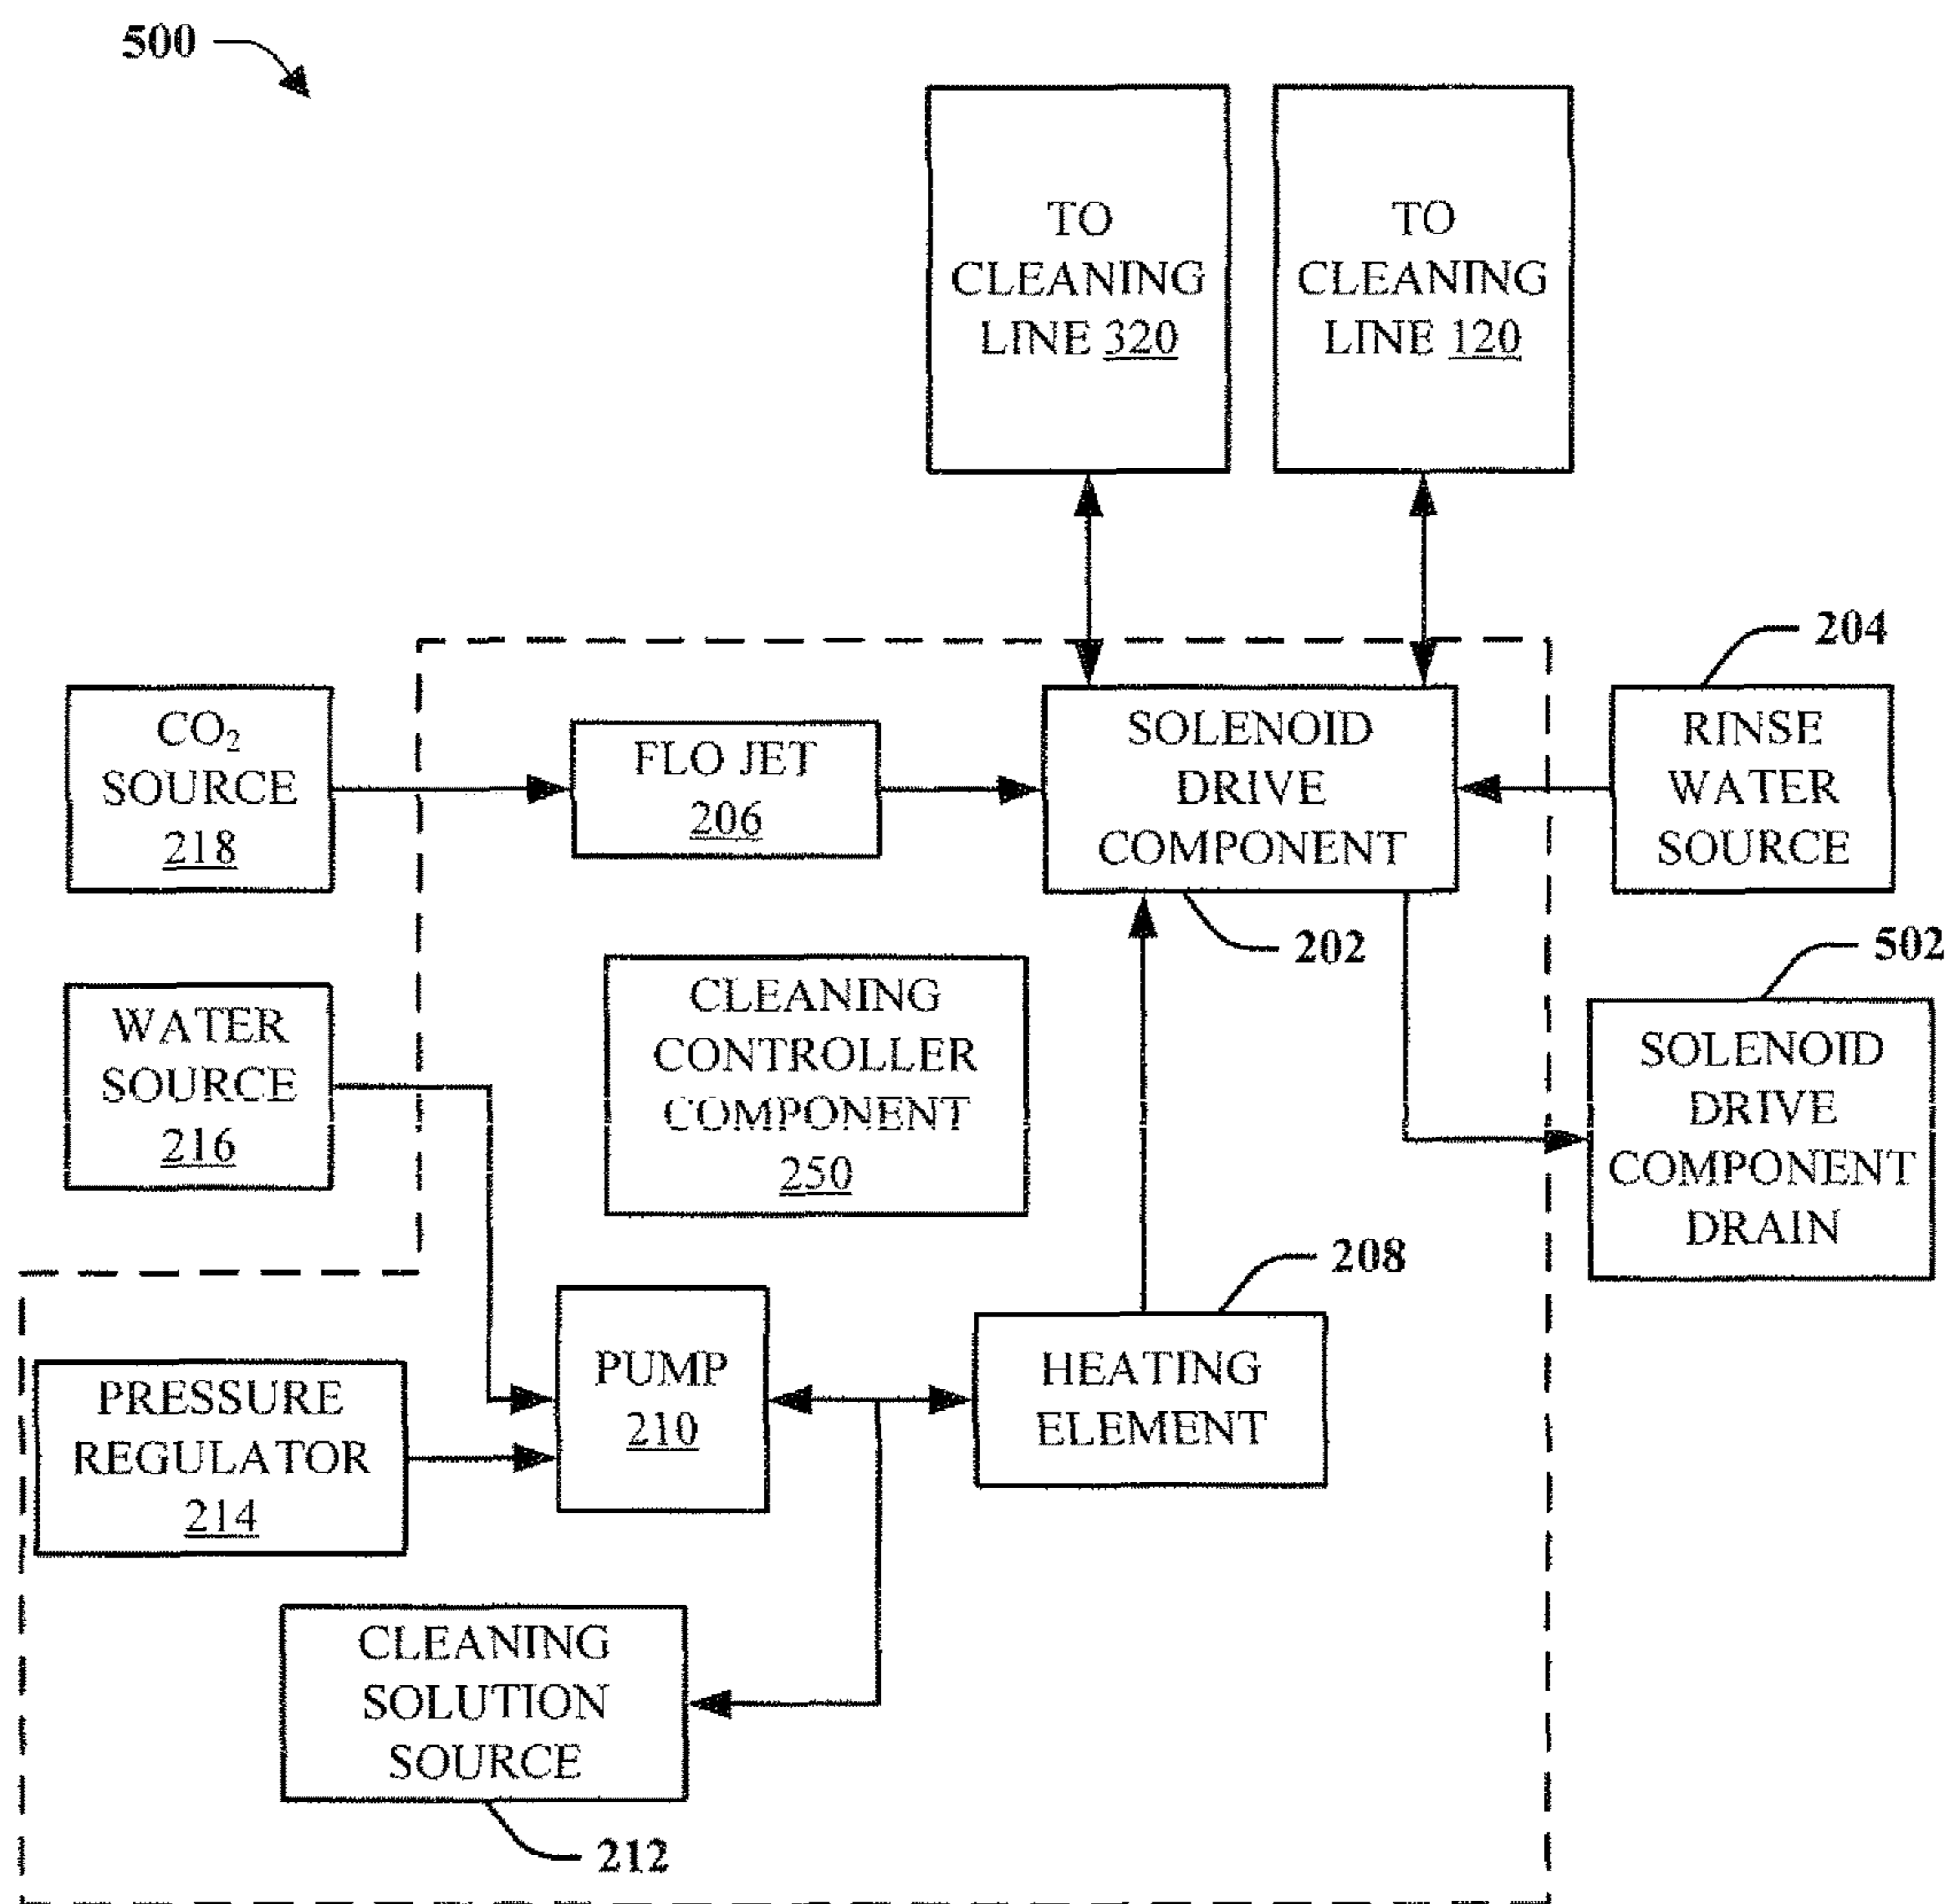 500
TO
CLEANING
LINE 320
TO
CLEANING
LINE 120
204
CO₂
SOURCE
218
FLO JET
206
SOLENOID
DRIVE
COMPONENT
RINSE
WATER
SOURCE
202
502
WATER
SOURCE
216
CLEANING
CONTROLLER
COMPONENT
250
SOLENOID
DRIVE
COMPONENT
DRAIN
208
PRESSURE
REGULATOR
214
PUMP
210
HEATING
ELEMENT
CLEANING
SOLUTION
SOURCE
212